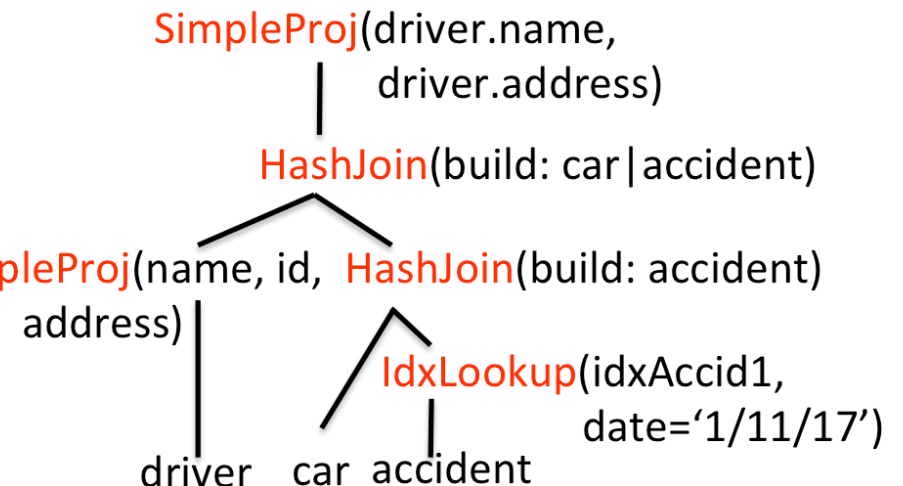 SimpleProj(driver.name,
driver.address)
HashJoin(build: car|accident)
pleProj(name, id, HashJoin(build: accident)
address)
IdxLookup(idxAccid1,
date=‘1/11/17’)
driver car accident